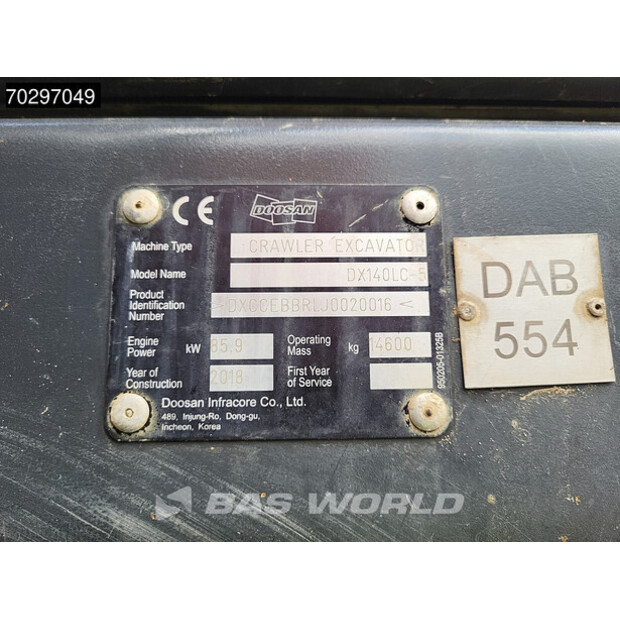 70297049
CE DOOSAN
Machine Type CRAWLER EXCAVATOR
Model Name DX140LC-5
Product Identification Number >DXCCEBBRLJ0020016<
Engine Power kW 85.9 Operating Mass kg 14600
Year of Construction 2018 First Year of Service
Doosan Infracore Co., Ltd.
489, Injung-Ro, Dong-gu,
Incheon, Korea
950205-01325B
DAB
554
BAS WORLD